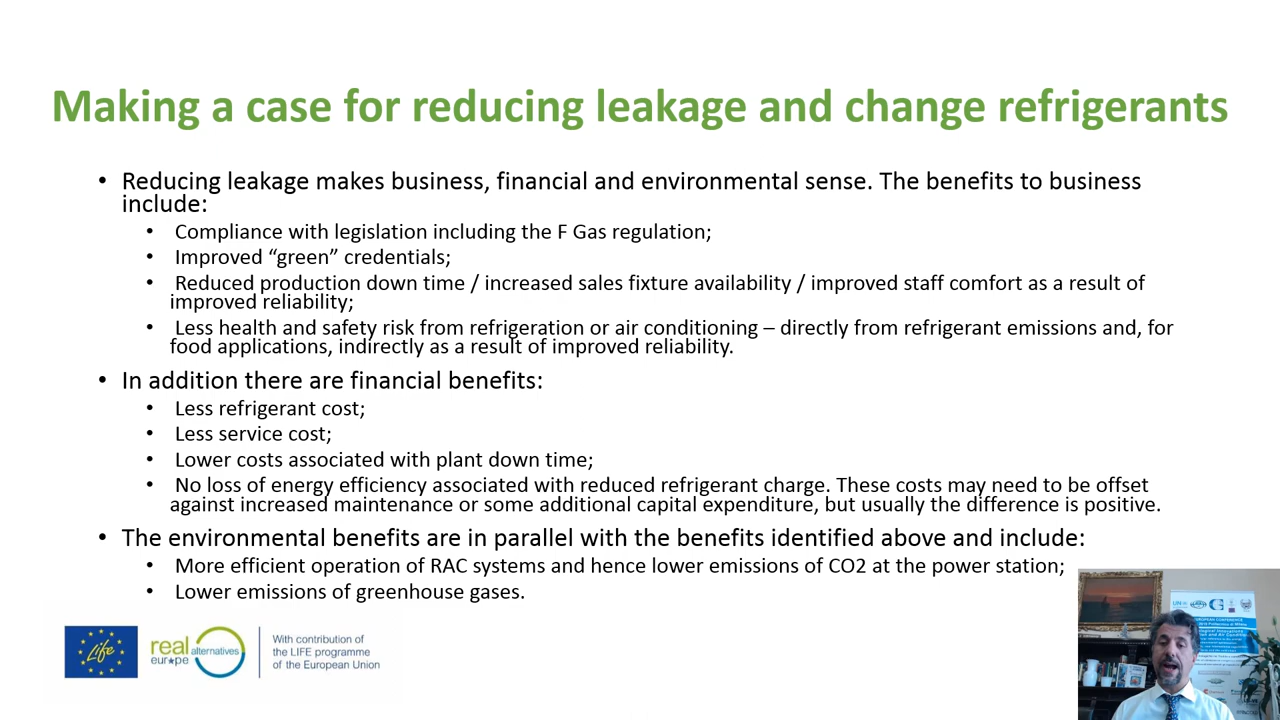 Making a case for reducing leakage and change refrigerants
• Reducing leakage makes business, financial and environmental sense. The benefits to business
include:
• Compliance with legislation including the F Gas regulation;
• Improved “green” credentials;
• Reduced production down time / increased sales fixture availability / improved staff comfort as a result of
improved reliability;
• Less health and safety risk from refrigeration or air conditioning – directly from refrigerant emissions and, for
food applications, indirectly as a result of improved reliability.
• In addition there are financial benefits:
• Less refrigerant cost;
• Less service cost;
• Lower costs associated with plant down time;
• No loss of energy efficiency associated with reduced refrigerant charge. These costs may need to be offset
against increased maintenance or some additional capital expenditure, but usually the difference is positive.
• The environmental benefits are in parallel with the benefits identified above and include:
• More efficient operation of RAC systems and hence lower emissions of CO2 at the power station;
• Lower emissions of greenhouse gases.
Life
real
alternatives
europe
With contribution of
the LIFE programme
of the European Union
EUROPEAN CONFERENCE